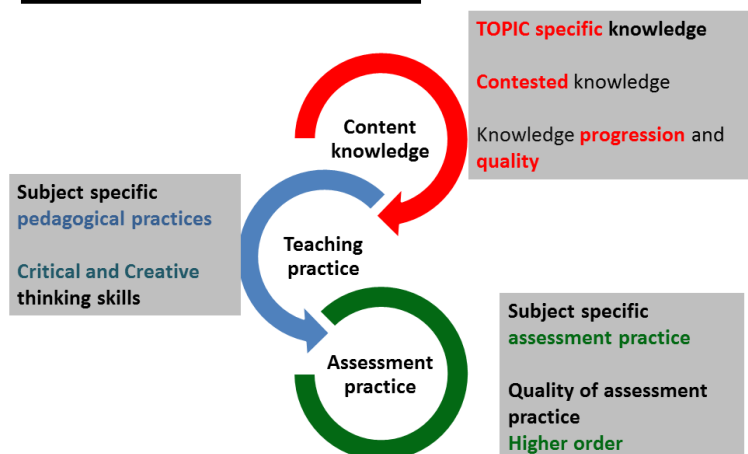 TOPIC specific knowledge
Contested knowledge
Knowledge progression and
quality
Content
knowledge
Subject specific
pedagogical practices
Critical and Creative
thinking skills
Teaching
practice
Assessment
practice
Subject specific
assessment practice
Quality of assessment
practice
Higher order